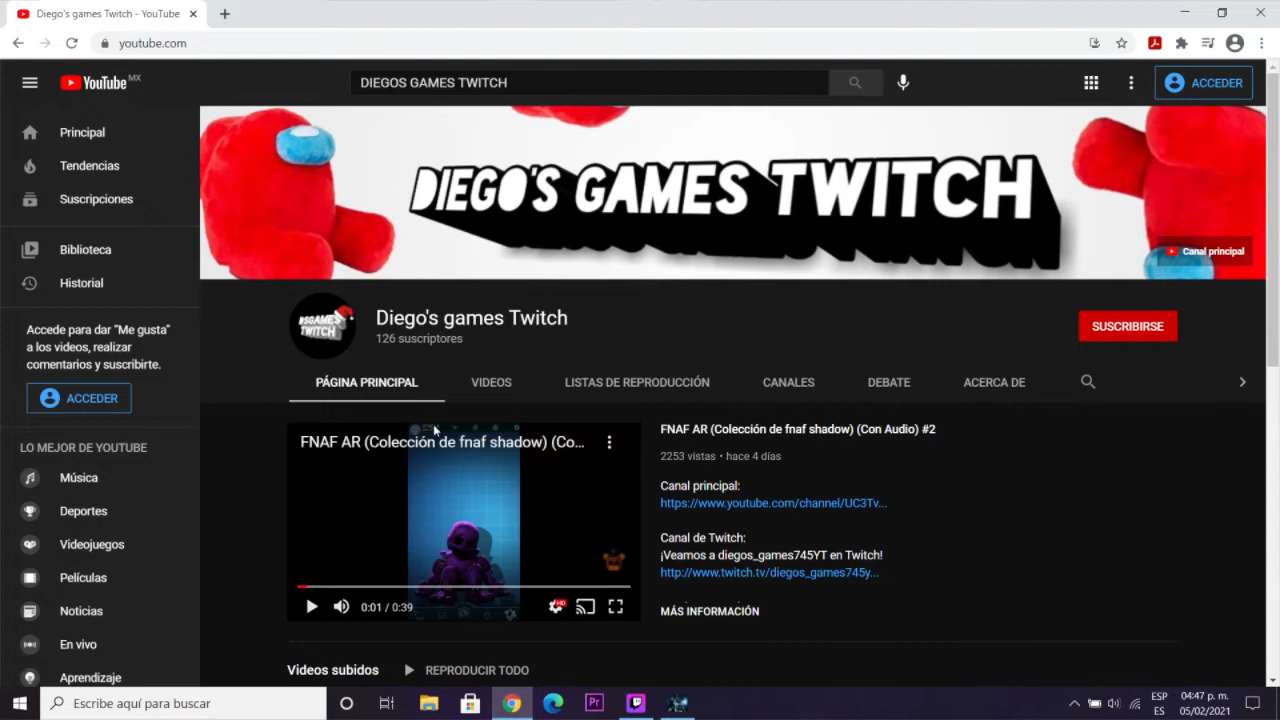 Diego's games Twitch - YouTube
youtube.com
YouTube MX
DIEGOS GAMES TWITCH
ACCEDER
Principal
Tendencias
Suscripciones
Biblioteca
Historial
Accede para dar "Me gusta"
a los videos, realizar
comentarios y suscribirte.
ACCEDER
LO MEJOR DE YOUTUBE
Música
Deportes
Videojuegos
Películas
Noticias
En vivo
Aprendizaje
DIEGO'S GAMES TWITCH
Canal principal
Diego's games Twitch
126 suscriptores
SUSCRIBIRSE
PÁGINA PRINCIPAL
VIDEOS
LISTAS DE REPRODUCCIÓN
CANALES
DEBATE
ACERCA DE
FNAF AR (Colección de fnaf shadow) (Co...
0:01 / 0:39
HD
FNAF AR (Colección de fnaf shadow) (Con Audio) #2
2253 vistas • hace 4 días
Canal principal:
https://www.youtube.com/channel/UC3Tv...
Canal de Twitch:
¡Veamos a diegos_games745YT en Twitch!
http://www.twitch.tv/diegos_games745y...
MÁS INFORMACIÓN
Videos subidos
REPRODUCIR TODO
Escribe aquí para buscar
Pr
ESP
ES
04:47 p. m.
05/02/2021